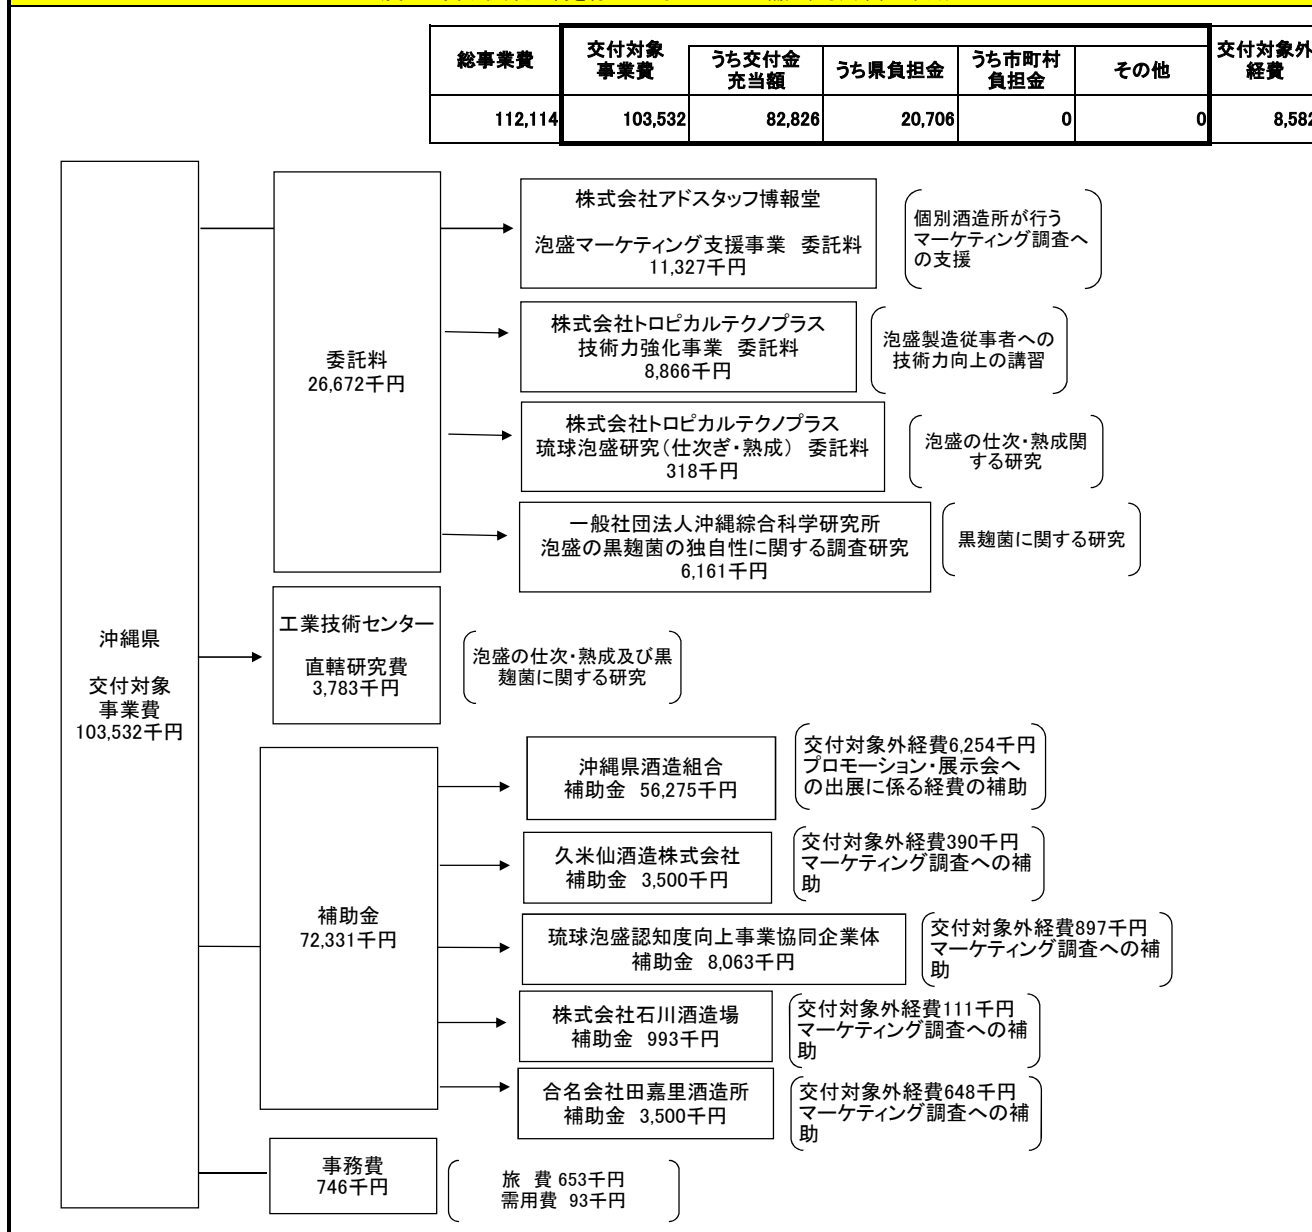 総事業費
交付対象
事業費
うち交付金
充当額
うち県負担金
うち市町村
負担金
その他
交付対象外
経費
112,114
103,532
82,826
20,706
0
0
8,582
沖縄県
交付対象
事業費
103,532千円
委託料
26,672千円
株式会社アドスタッフ博報堂
泡盛マーケティング支援事業 委託料
11,327千円
個別酒造所が行う
マーケティング調査へ
の支援
株式会社トロピカルテクノプラス
技術力強化事業 委託料
8,866千円
泡盛製造従事者への
技術力向上の講習
株式会社トロピカルテクノプラス
琉球泡盛研究(仕次ぎ・熟成) 委託料
318千円
泡盛の仕次・熟成関
する研究
一般社団法人沖縄綜合科学研究所
泡盛の黒麹菌の独自性に関する調査研究
6,161千円
黒麹菌に関する研究
工業技術センター
直轄研究費
3,783千円
泡盛の仕次・熟成及び黒
麹菌に関する研究
補助金
72,331千円
沖縄県酒造組合
補助金 56,275千円
交付対象外経費6,254千円
プロモーション・展示会へ
の出展に係る経費の補助
久米仙酒造株式会社
補助金 3,500千円
交付対象外経費390千円
マーケティング調査への補
助
琉球泡盛認知度向上事業協同企業体
補助金 8,063千円
交付対象外経費897千円
マーケティング調査への補
助
株式会社石川酒造場
補助金 993千円
交付対象外経費111千円
マーケティング調査への補
助
合名会社田嘉里酒造所
補助金 3,500千円
交付対象外経費648千円
マーケティング調査への補
助
事務費
746千円
旅 費 653千円
需用費 93千円